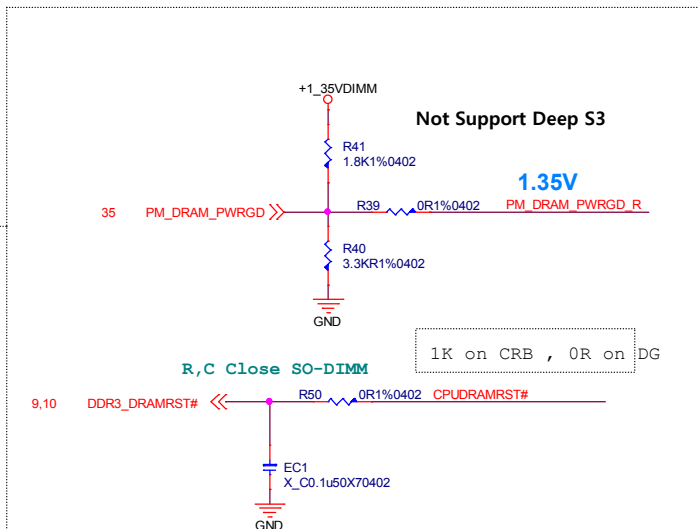 +1_35VDIMM
Not Support Deep S3
R41
1.8K1%0402
1.35V
35 PM_DRAM_PWRGD R39 0R1%0402 PM_DRAM_PWRGD_R
R40
3.3KR1%0402
GND
1K on CRB , 0R on DG
R,C Close SO-DIMM
9,10 DDR3_DRAMRST# R50 0R1%0402 CPUDRAMRST#
EC1
X_C0.1u50X70402
GND